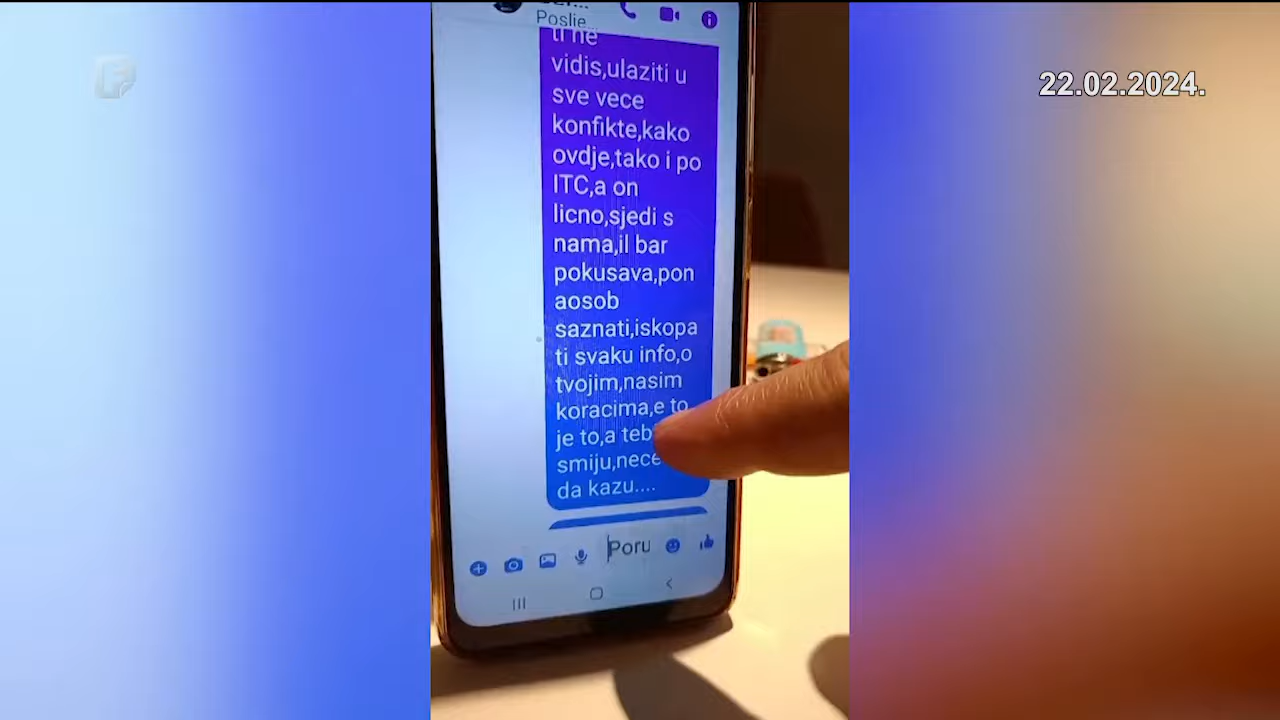 22.02.2024.
Poslje...
ti ne
vidis,ulaziti u
sve vece
konfikte,kako
ovdje,tako i po
ITC,a on
licno,sjedi s
nama,il bar
pokusava,pon
aosob
saznati,iskopa
ti svaku info,o
tvojim,nasim
koracima,e to
je to,a teb
smiju,nece
da kazu....
Poru